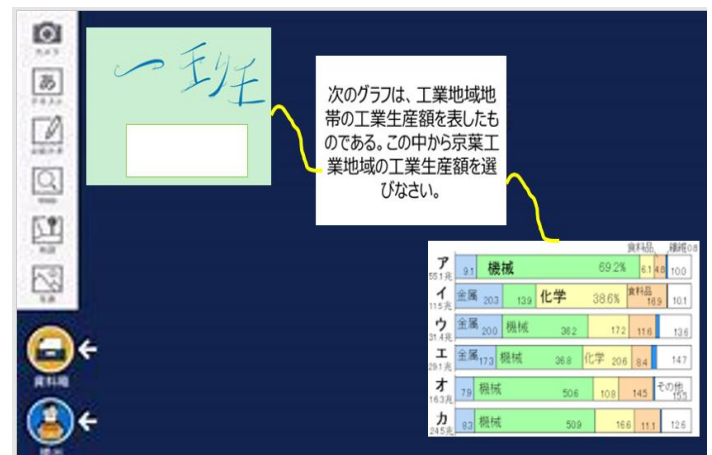 カメラ
あ
テキスト
一班
次のグラフは、工業地域地
帯の工業生産額を表したも
のである。この中から京葉工
業地域の工業生産額を選
びなさい。
食料品 繊維0.8
ア 55.1兆 9.1 機械 69.2% 6.1 4.8 10.0
イ 11.5兆 金属 20.3 13.9 化学 38.6% 食料品 16.9 10.1
ウ 31.4兆 金属 20.0 機械 36.2 17.2 11.6 13.6
エ 29.1兆 金属 17.3 機械 36.8 化学 20.6 8.4 14.7
オ 16.3兆 7.9 機械 50.6 10.8 14.5 その他 15.5
カ 24.5兆 8.3 機械 50.9 16.6 11.1 12.6
資料箱